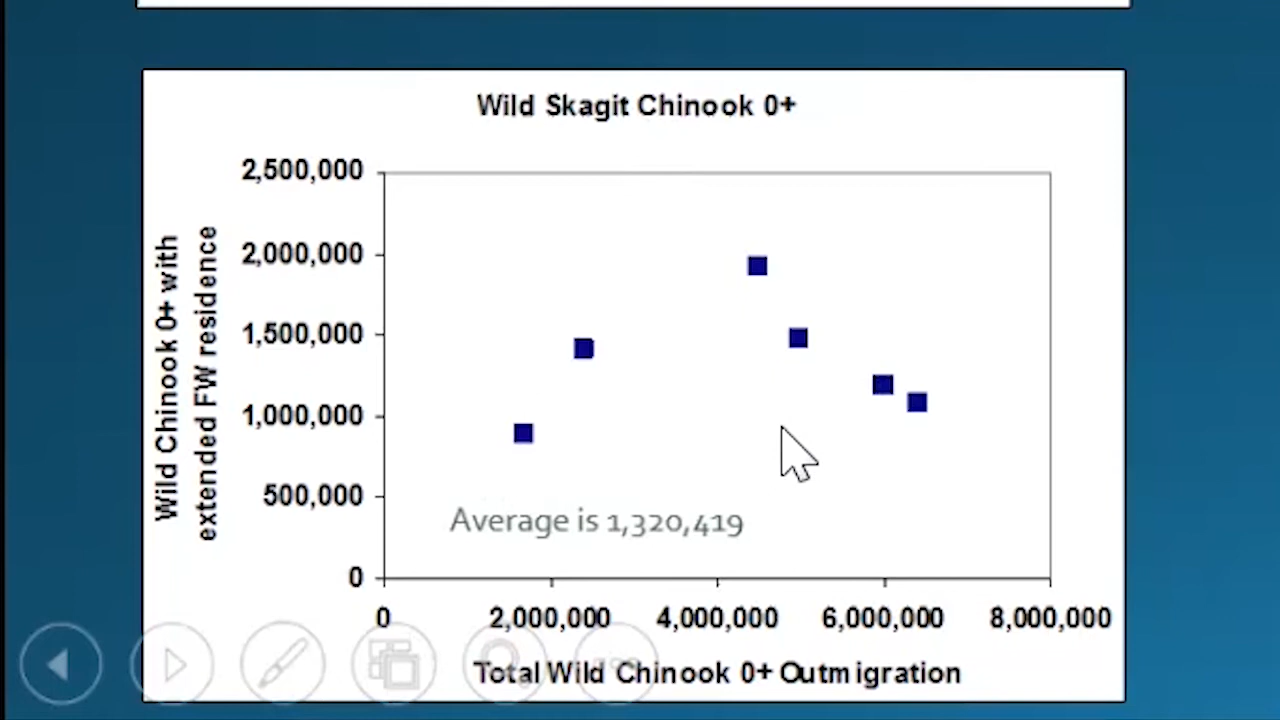 Wild Skagit Chinook 0+
2,500,000
2,000,000
1,500,000
1,000,000
500,000
0
Wild Chinook 0+ with
extended FW residence
Average is 1,320,419
0 2,000,000 4,000,000 6,000,000 8,000,000
Total Wild Chinook 0+ Outmigration